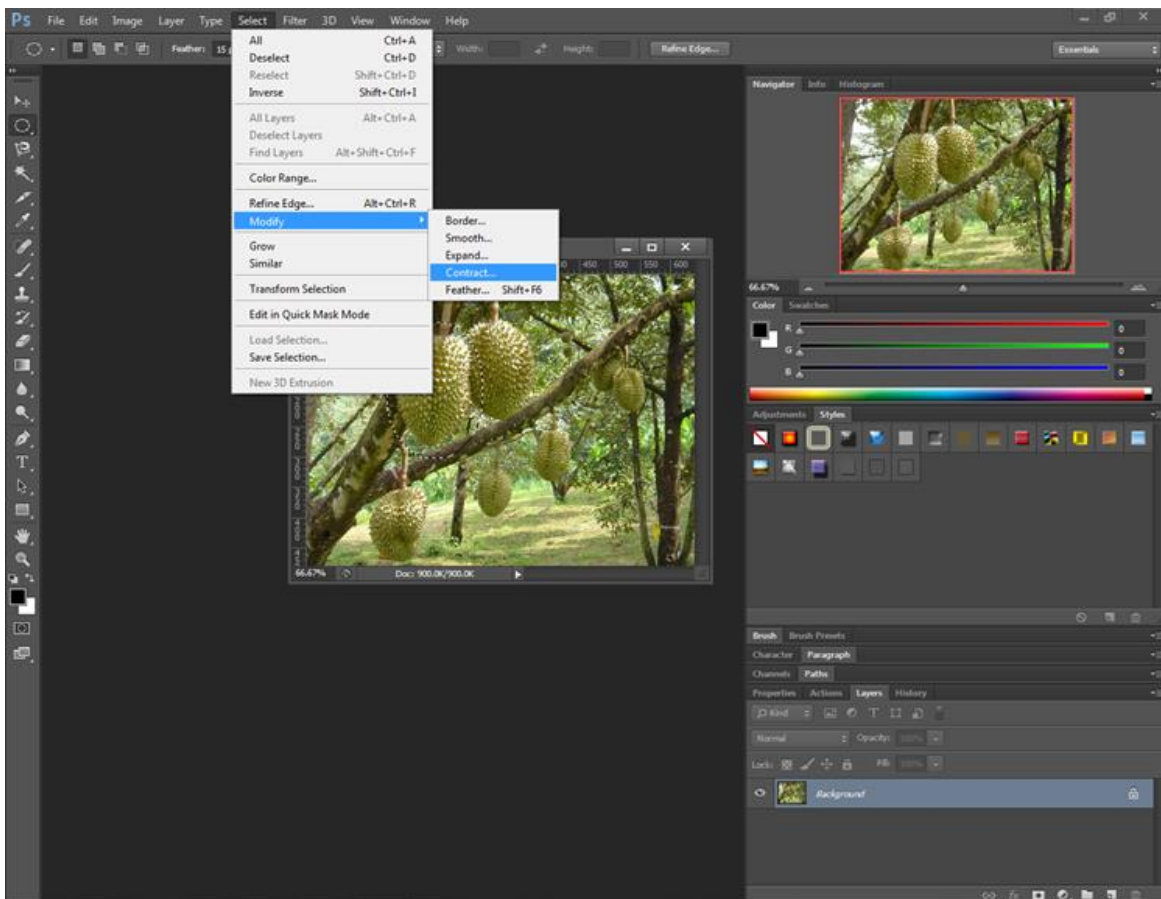 Ps File Edit Image Layer Type Select Filter 3D View Window Help
Feather: 15 Width: Height: Refine Edge... Essentials
All Ctrl+A
Deselect Ctrl+D
Reselect Shift+Ctrl+D
Inverse Shift+Ctrl+I
All Layers Alt+Ctrl+A
Deselect Layers
Find Layers Alt+Shift+Ctrl+F
Color Range...
Refine Edge... Alt+Ctrl+R
Modify
Grow
Similar
Transform Selection
Edit in Quick Mask Mode
Load Selection...
Save Selection...
New 3D Extrusion
Border...
Smooth...
Expand...
Contract...
Feather... Shift+F6
450 500 550 600
66.67% Doc: 900.0K/900.0K
Navigator Info Histogram
66.67%
Color Swatches
R 0
G 0
B 0
Adjustments Styles
Brush Brush Presets
Character Paragraph
Channels Paths
Properties Actions Layers History
Kind
Normal Opacity: 100%
Lock: Fill: 100%
Background